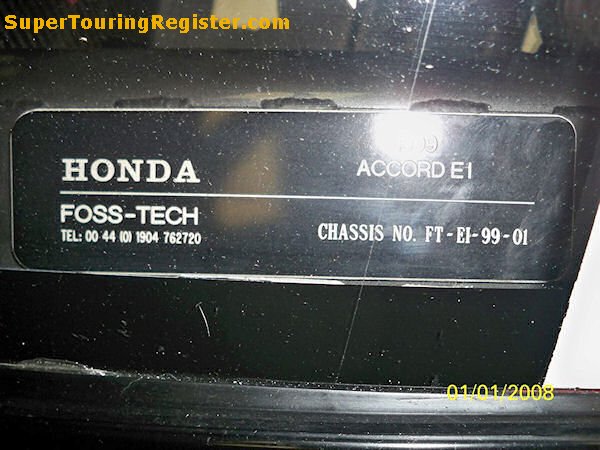 SuperTouringRegister.com
HONDA
ACCORD E1
FOSS-TECH
TEL: 00 44 (0) 1904 762720
CHASSIS NO. FT-EI-99-01
01/01/2008